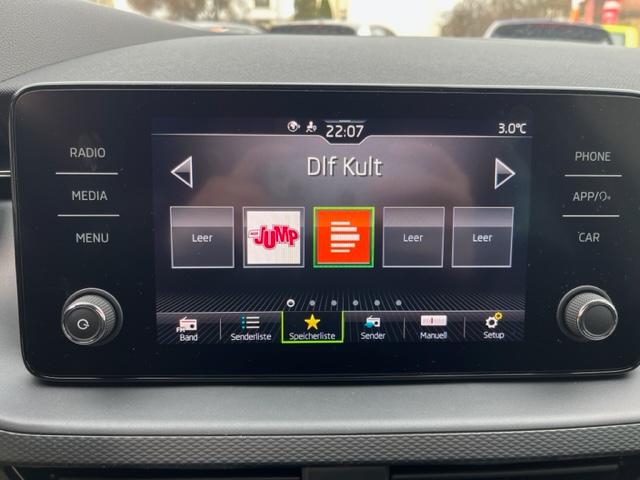 22:07
3.0°C
RADIO
MEDIA
MENU
Dlf Kult
Leer
JUMP
Leer
Leer
FM
Band
Senderliste
Speicherliste
Sender
Manuell
Setup
PHONE
APP/
CAR